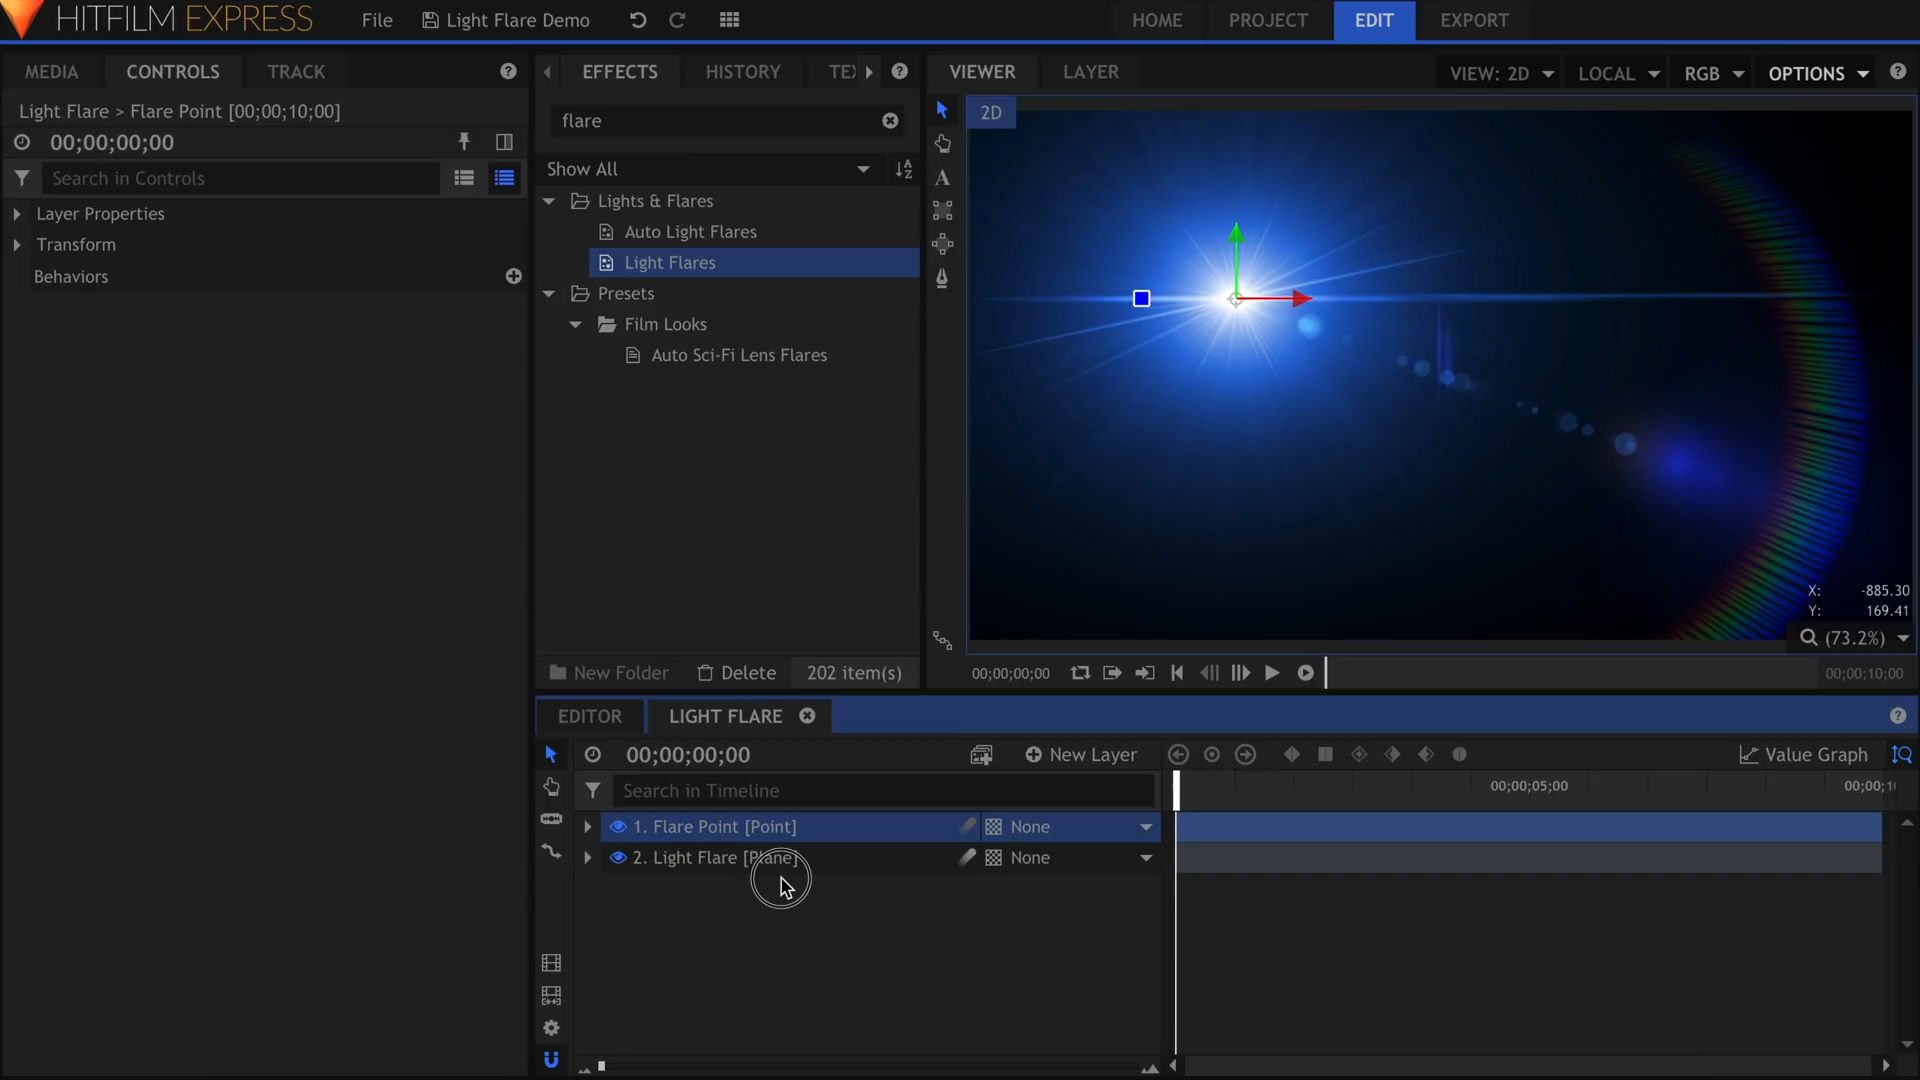 HITFILM EXPRESS
File
Light Flare Demo
HOME
PROJECT
EDIT
EXPORT
MEDIA
CONTROLS
TRACK
Light Flare > Flare Point [00;00;10;00]
00;00;00;00
Search in Controls
Layer Properties
Transform
Behaviors
EFFECTS
HISTORY
flare
Show All
Lights & Flares
Auto Light Flares
Light Flares
Presets
Film Looks
Auto Sci-Fi Lens Flares
New Folder
Delete
202 item(s)
VIEWER
LAYER
VIEW: 2D
LOCAL
RGB
OPTIONS
2D
X: -885.30
Y: 169.41
(73.2%)
00;00;00;00
00;00;10;00
EDITOR
LIGHT FLARE
00;00;00;00
New Layer
Value Graph
Search in Timeline
00;00;05;00
1. Flare Point [Point]
None
2. Light Flare [Plane]
None